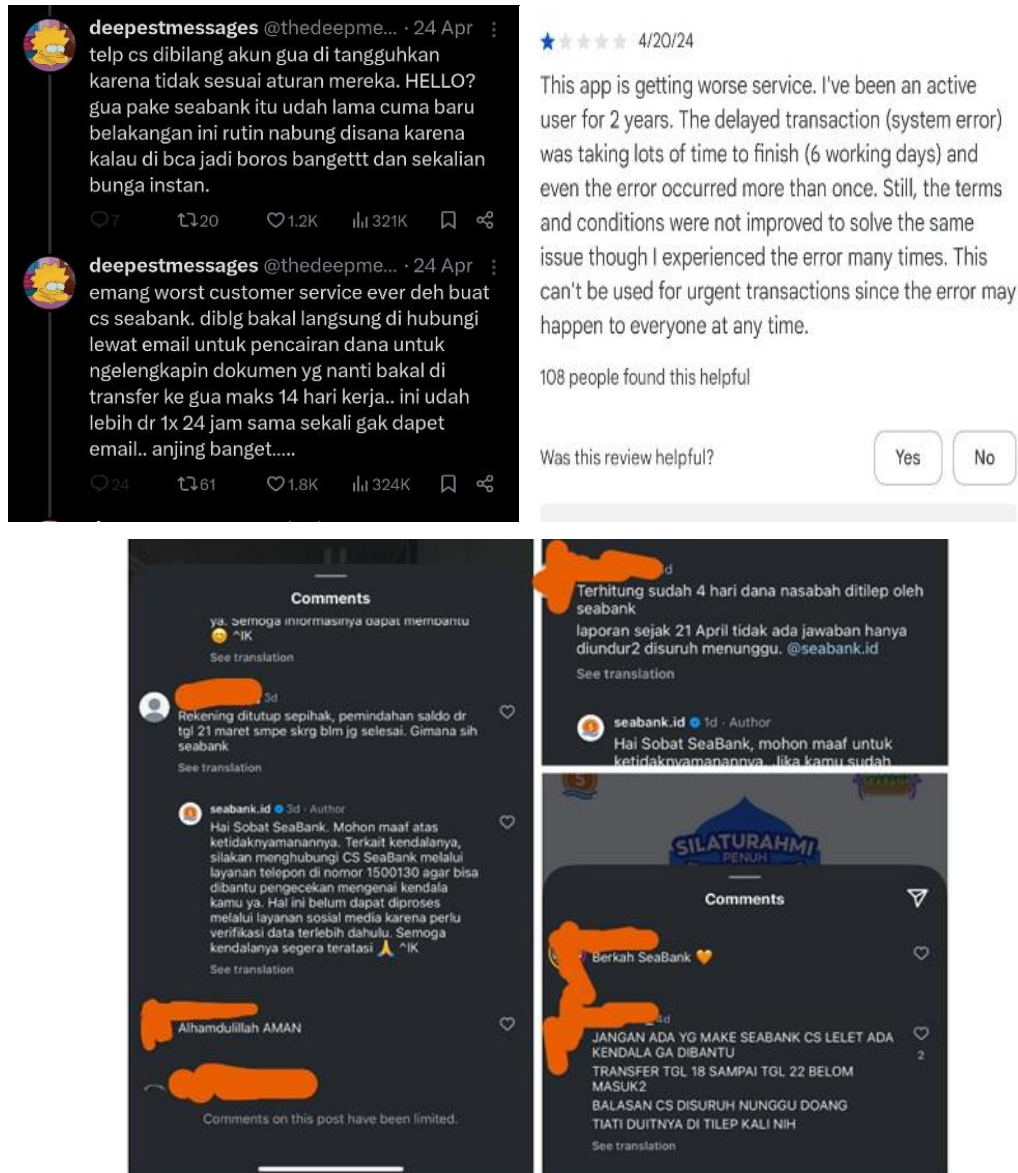 deepestmessages @thedeepme... · 24 Apr
telp cs dibilang akun gua di tangguhkan
karena tidak sesuai aturan mereka. HELLO?
gua pake seabank itu udah lama cuma baru
belakangan ini rutin nabung disana karena
kalau di bca jadi boros bangettt dan sekalian
bunga instan.
7 20 1.2K 321K
deepestmessages @thedeepme... · 24 Apr
emang worst customer service ever deh buat
cs seabank. diblg bakal langsung di hubungi
lewat email untuk pencairan dana untuk
ngelengkapin dokumen yg nanti bakal di
transfer ke gua maks 14 hari kerja.. ini udah
lebih dr 1x 24 jam sama sekali gak dapet
email.. anjing banget.....
24 61 1.8K 324K
4/20/24
This app is getting worse service. I've been an active
user for 2 years. The delayed transaction (system error)
was taking lots of time to finish (6 working days) and
even the error occurred more than once. Still, the terms
and conditions were not improved to solve the same
issue though I experienced the error many times. This
can't be used for urgent transactions since the error may
happen to everyone at any time.
108 people found this helpful
Was this review helpful?
Yes No
Comments
ya. Semoga informasinya dapat membantu
😊 ^IK
See translation
3d
Rekening ditutup sepihak, pemindahan saldo dr
tgl 21 maret smpe skrg blm jg selesai. Gimana sih
seabank
See translation
seabank.id 3d · Author
Hai Sobat SeaBank. Mohon maaf atas
ketidaknyamanannya. Terkait kendalanya,
silakan menghubungi CS SeaBank melalui
layanan telepon di nomor 1500130 agar bisa
dibantu pengecekan mengenai kendala
kamu ya. Hal ini belum dapat diproses
melalui layanan sosial media karena perlu
verifikasi data terlebih dahulu. Semoga
kendalanya segera teratasi 🙏 ^IK
See translation
Alhamdulillah AMAN
Comments on this post have been limited.
d
Terhitung sudah 4 hari dana nasabah ditilep oleh
seabank
laporan sejak 21 April tidak ada jawaban hanya
diundur2 disuruh menunggu. @seabank.id
See translation
seabank.id 1d · Author
Hai Sobat SeaBank, mohon maaf untuk
ketidaknyamanannya. Jika kamu sudah
SILATURAHMI
PENUH
Comments
Berkah SeaBank 🧡
4d
JANGAN ADA YG MAKE SEABANK CS LELET ADA
KENDALA GA DIBANTU
TRANSFER TGL 18 SAMPAI TGL 22 BELOM
MASUK2
BALASAN CS DISURUH NUNGGU DOANG
TIATI DUITNYA DI TILEP KALI NIH
See translation
2